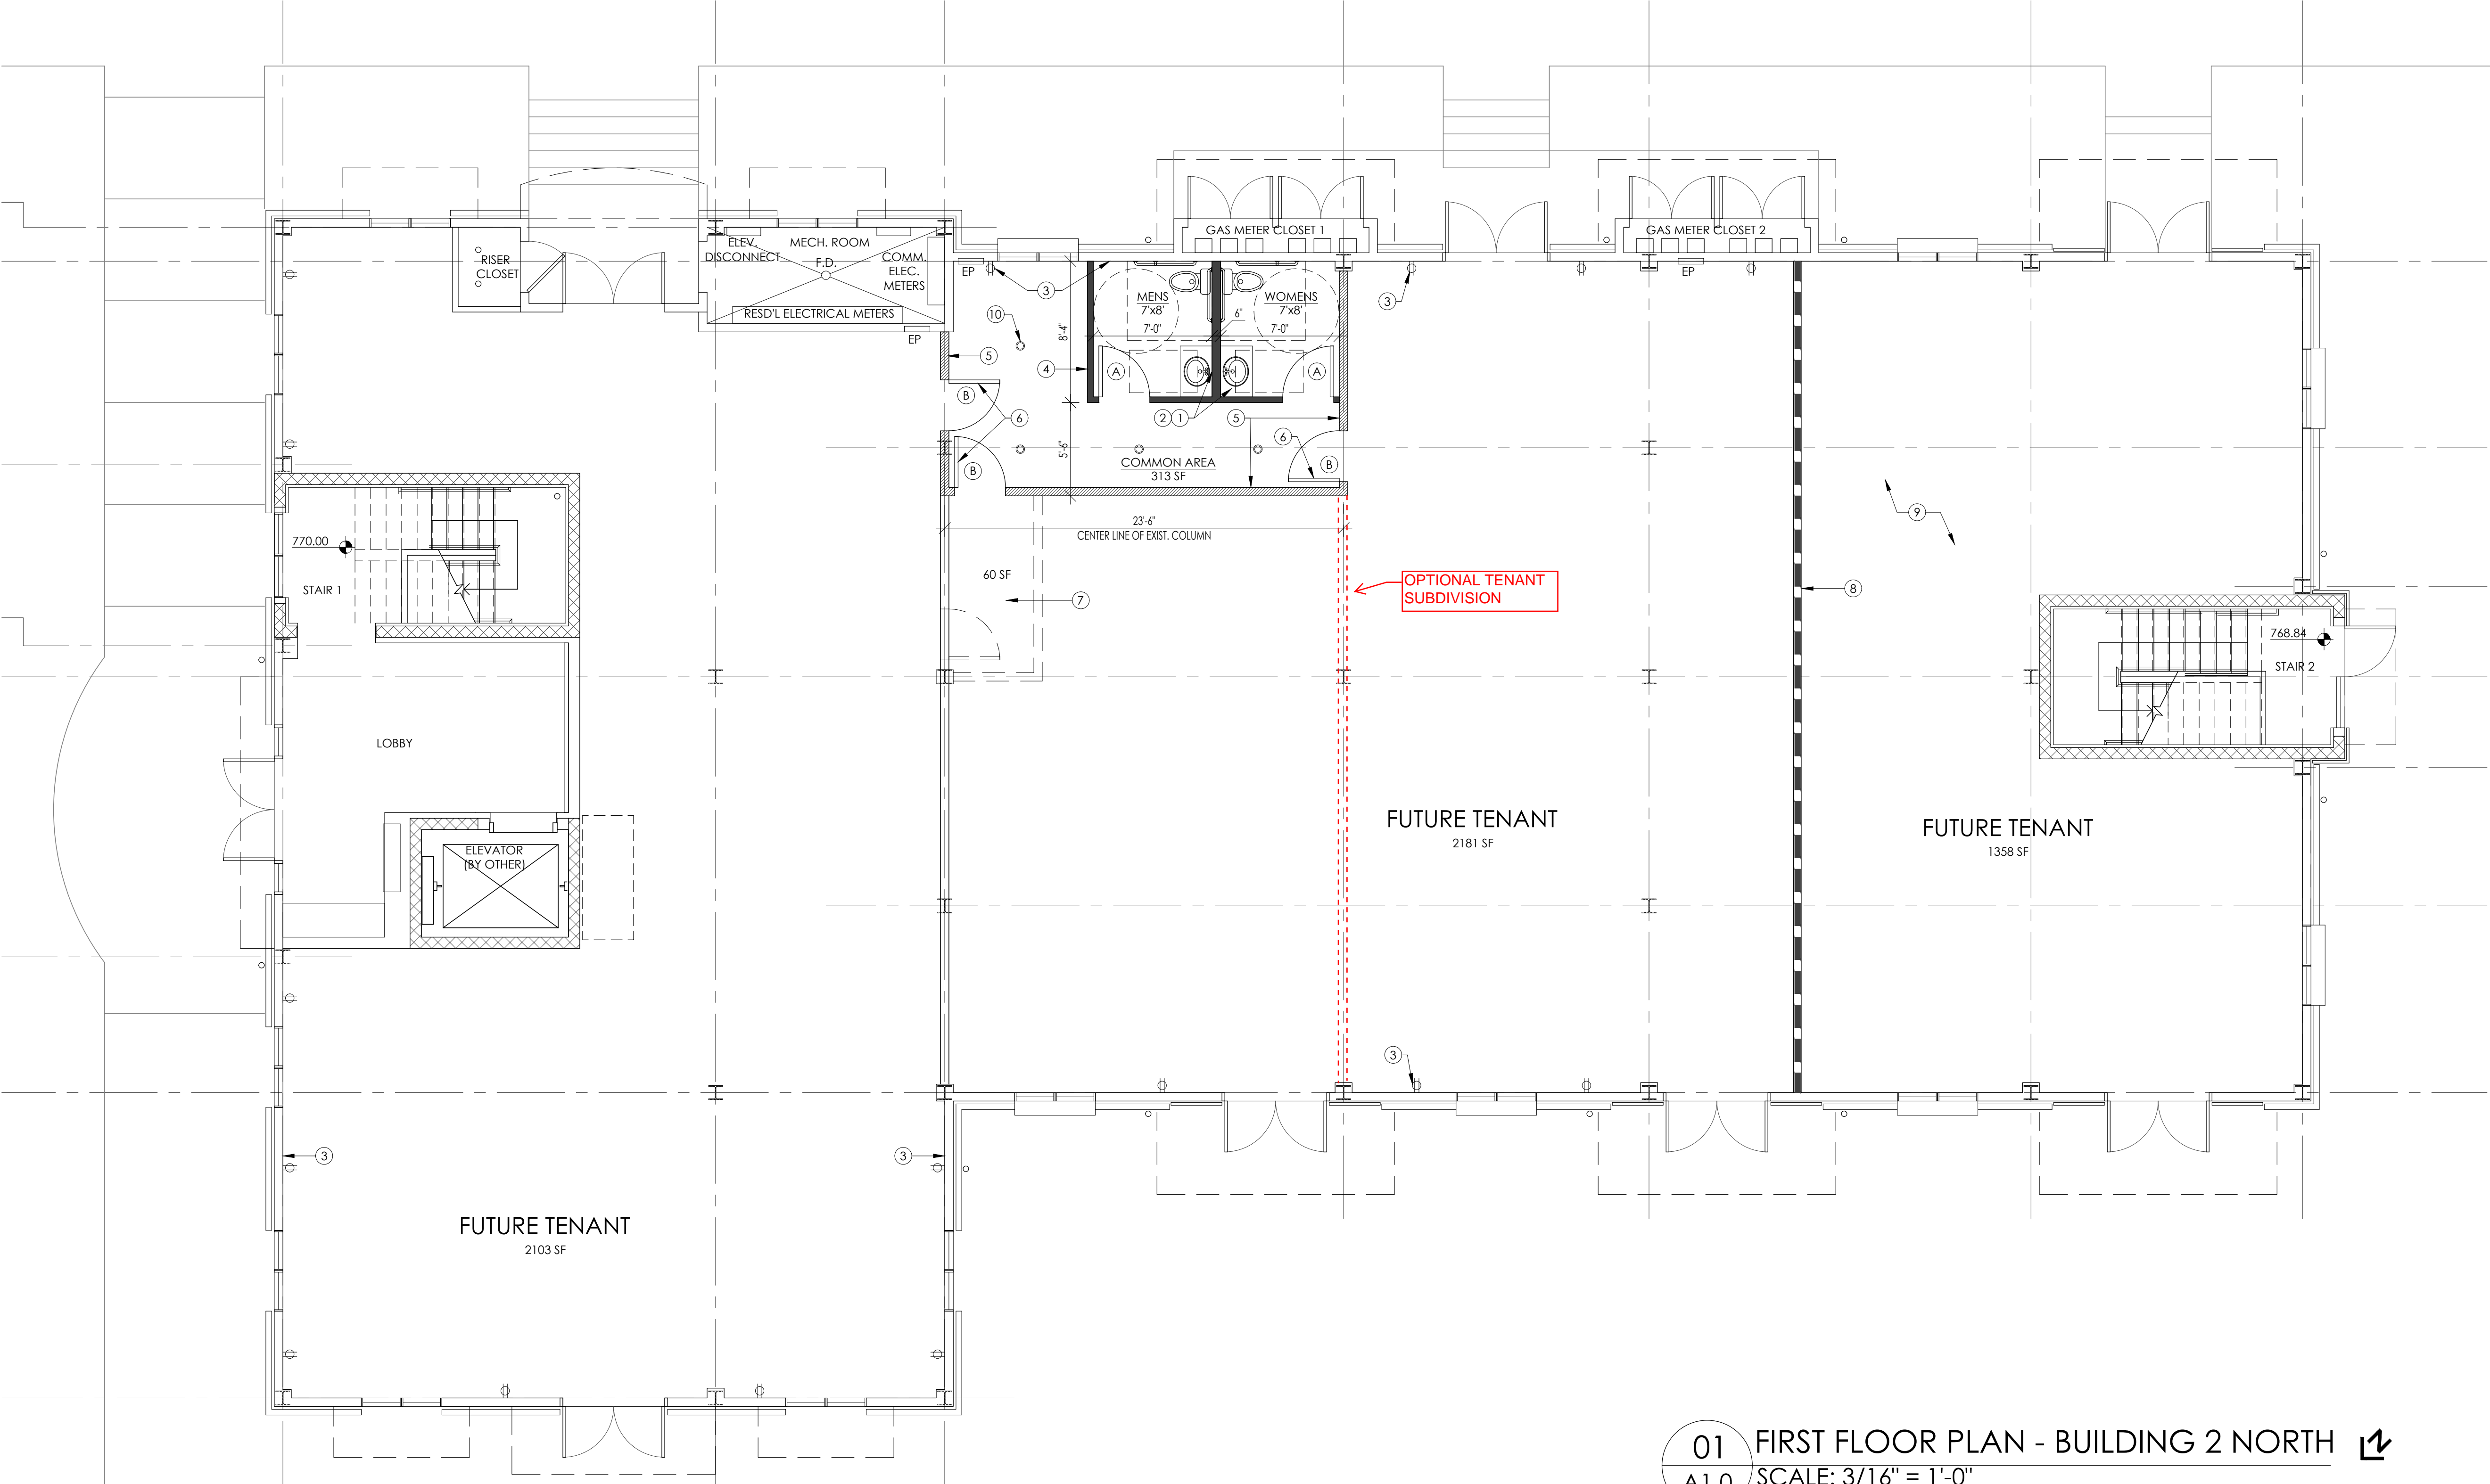 GAS METER CLOSET 1
GAS METER CLOSET 2
ELEV.
DISCONNECT
MECH. ROOM
F.D.
COMM.
ELEC.
METERS
RISER
CLOSET
RESD'L ELECTRICAL METERS
EP
EP
EP
3
MENS
7'x8'
7'-0"
6"
WOMENS
7'x8'
7'-0"
3
10
8'-4"
5
4
A
A
B
6
2
1
5
6
5'-6"
B
B
COMMON AREA
313 SF
23'-6"
CENTER LINE OF EXIST. COLUMN
9
770.00
STAIR 1
60 SF
7
OPTIONAL TENANT
SUBDIVISION
8
768.84
STAIR 2
LOBBY
ELEVATOR
(BY OTHER)
FUTURE TENANT
2181 SF
FUTURE TENANT
1358 SF
3
3
3
FUTURE TENANT
2103 SF
01
A1.0
FIRST FLOOR PLAN - BUILDING 2 NORTH
SCALE: 3/16" = 1'-0"